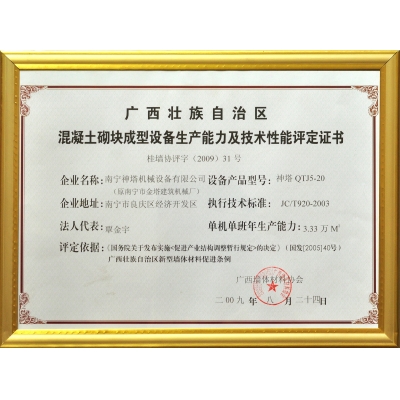 广西壮族自治区
混凝土砌块成型设备生产能力及技术性能评定证书
桂墙协评字（2009）31号
企业名称：南宁神塔机械设备有限公司 设备产品型号：神塔 QTJ5-20
（原南宁市金塔建筑机械厂）
企业地址：南宁市良庆区经济开发区 执行技术标准：JC/T920-2003
法人代表：覃金宇 单机单班年生产能力：3.33 万 M³
评定依据：《国务院关于发布实施<促进产业结构调整暂行规定>的决定》（国发[2005]40号）
广西壮族自治区新型墙体材料促进条例
广西墙体材料协会
二00九年 八 月 二十四日